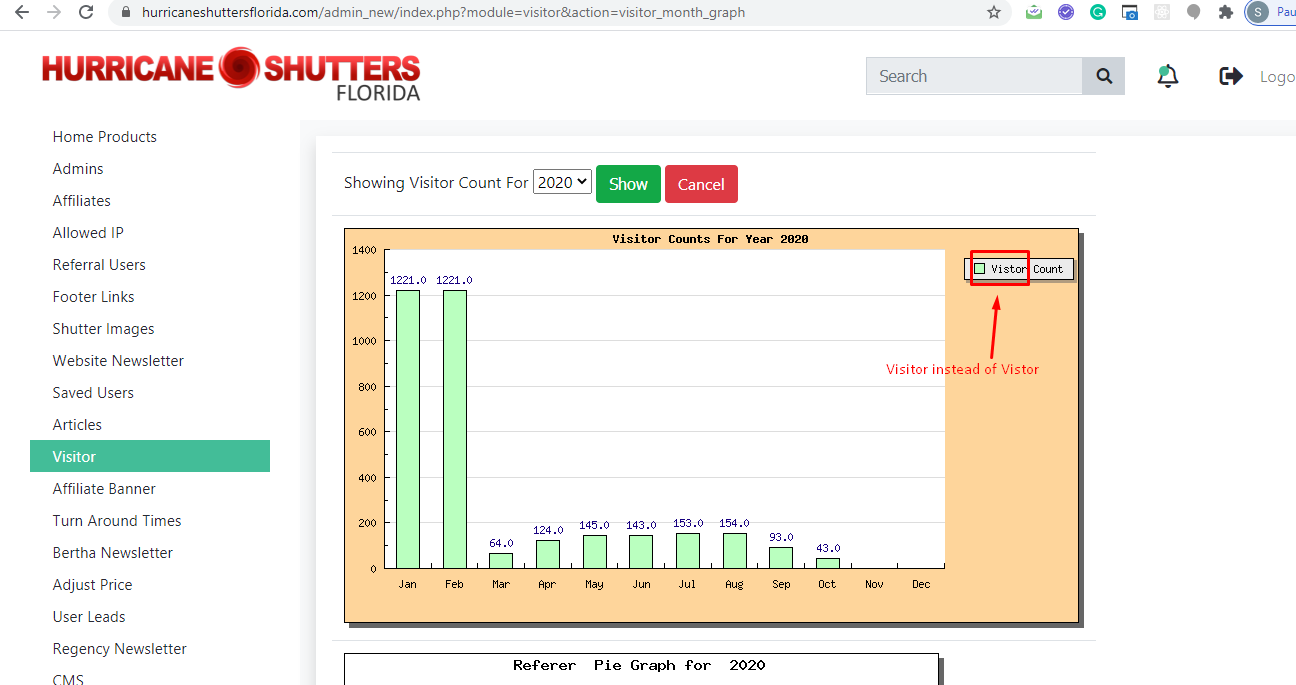 hurricaneshuttersflorida.com/admin_new/index.php?module=visitor&action=visitor_month_graph
S Pau
HURRICANE SHUTTERS
FLORIDA
Search
Logo
Home Products
Admins
Affiliates
Allowed IP
Referral Users
Footer Links
Shutter Images
Website Newsletter
Saved Users
Articles
Visitor
Affiliate Banner
Turn Around Times
Bertha Newsletter
Adjust Price
User Leads
Regency Newsletter
CMS
Showing Visitor Count For 2020 Show Cancel
Visitor Counts For Year 2020
1400
1200
1000
800
600
400
200
0
1221.0 1221.0 64.0 124.0 145.0 143.0 153.0 154.0 93.0 43.0
Jan Feb Mar Apr May Jun Jul Aug Sep Oct Nov Dec
Vistor Count
Visitor instead of Vistor
Referer Pie Graph for 2020